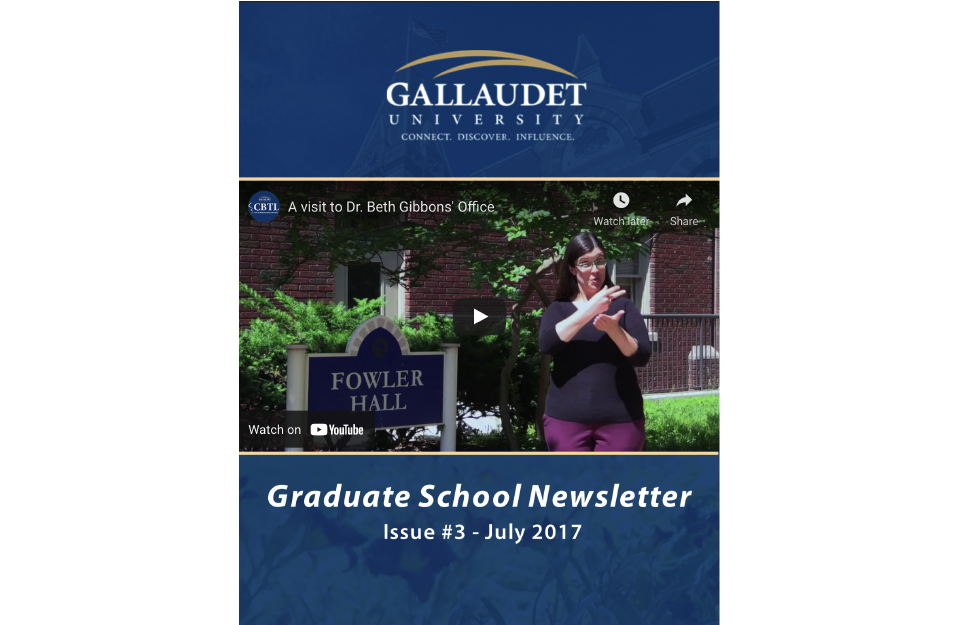 GALLAUDET
UNIVERSITY
CONNECT. DISCOVER. INFLUENCE.
CBTL
A visit to Dr. Beth Gibbons' Office
Watch later
Share
FOWLER
HALL
Watch on YouTube
Graduate School Newsletter
Issue #3 - July 2017